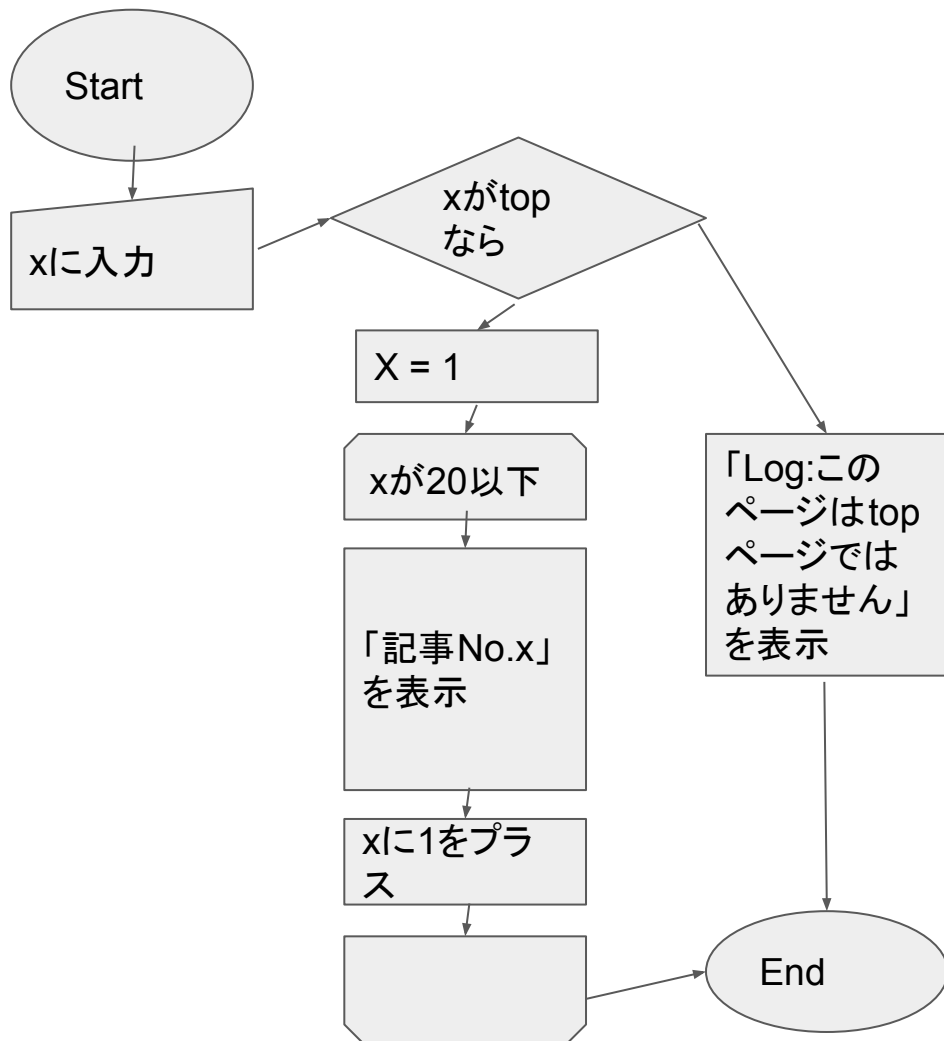 Start
xに入力
xがtop
なら
X = 1
xが20以下
「記事No.x」
を表示
xに1をプラ
ス
「Log:この
ページはtop
ページでは
ありません」
を表示
End